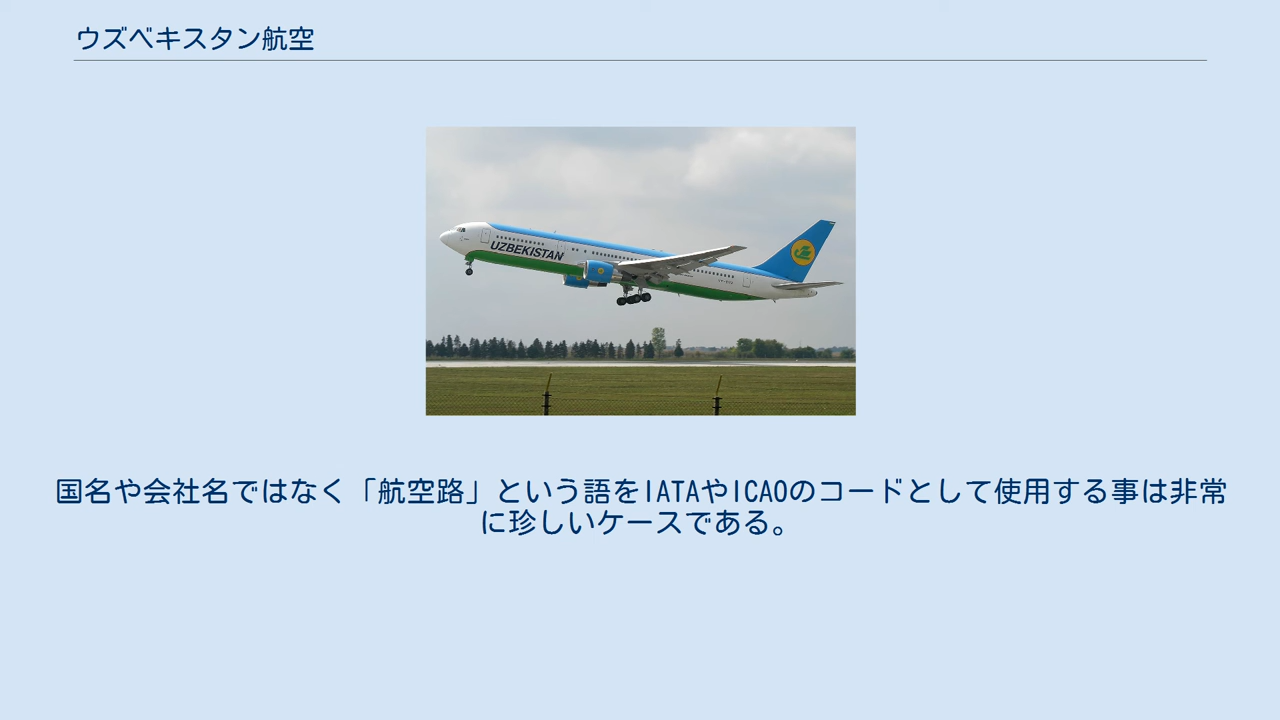 ウズベキスタン航空
UZBEKISTAN
国名や会社名ではなく「航空路」という語をIATAやICAOのコードとして使用する事は非常
に珍しいケースである。